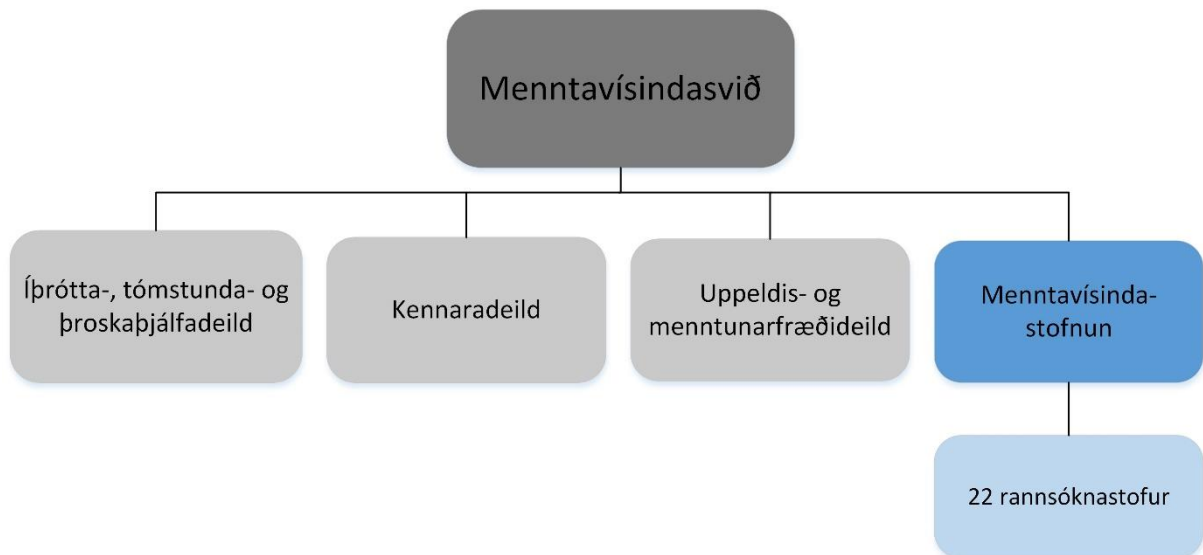 Menntavísindasvið
Íþrótta-, tómstunda- og
þroskaþjálfadeild
Kennaradeild
Uppeldis- og
menntunarfræðideild
Menntavísinda-
stofnun
22 rannsóknastofur